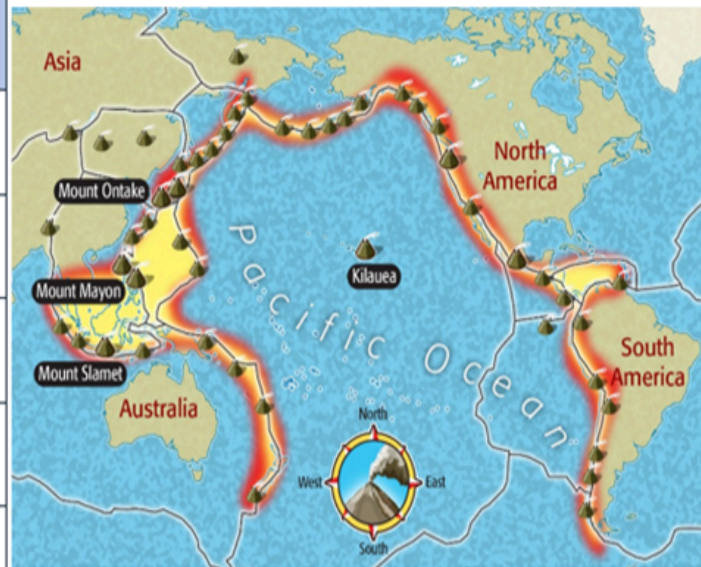 Asia
North
America
Mount Ontake
Kilauea
Mount Mayon
Pacific Ocean
Mount Slamet
South
America
Australia
North
West
East
South